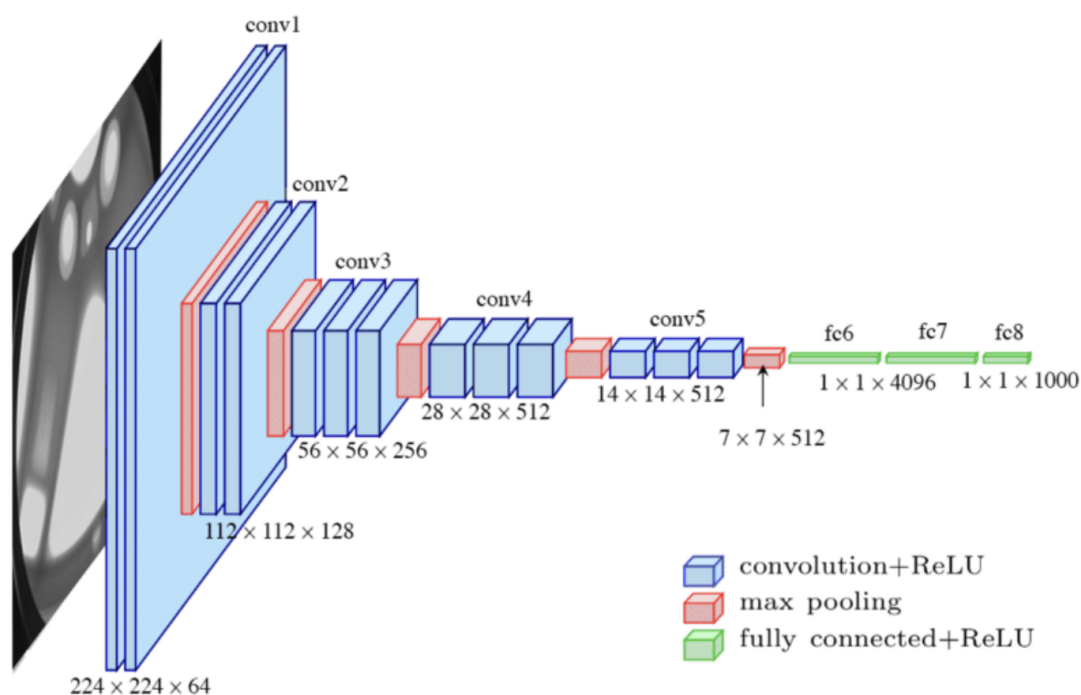 conv1
conv2
conv3
conv4
conv5
fc6
fc7
fc8
1 × 1 × 4096
1 × 1 × 1000
14 × 14 × 512
28 × 28 × 512
7 × 7 × 512
56 × 56 × 256
112 × 112 × 128
224 × 224 × 64
convolution+ReLU
max pooling
fully connected+ReLU